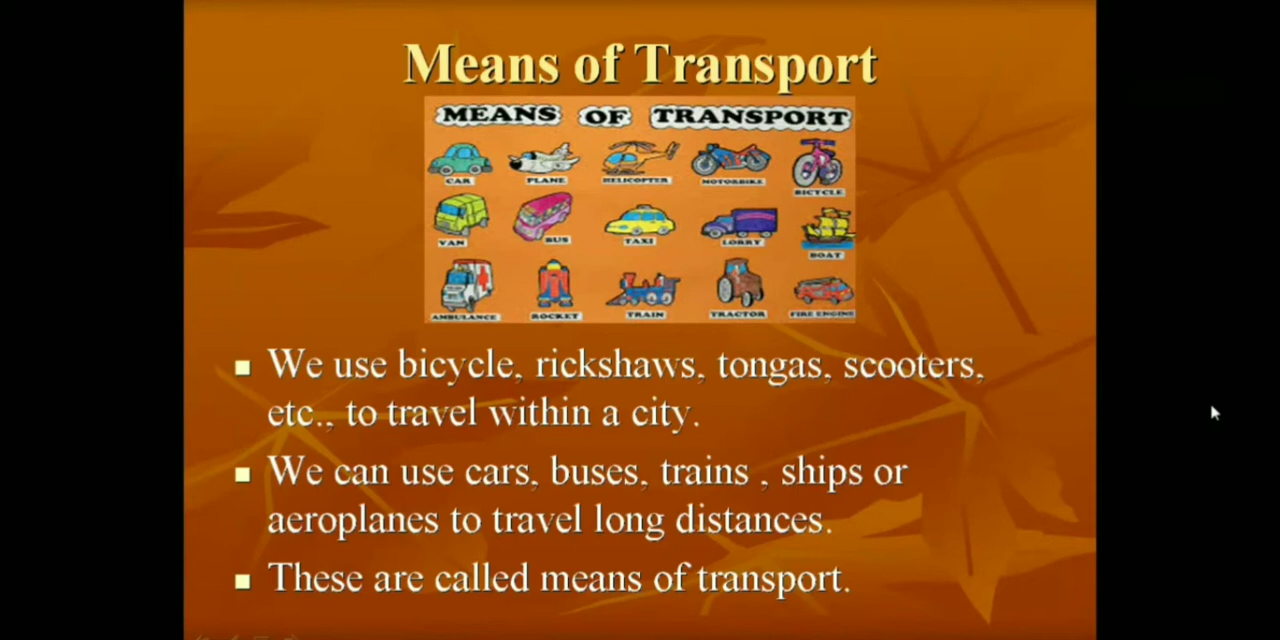 Means of Transport
MEANS OF TRANSPORT
CAR PLANE HELICOPTER MOTORBIKE BICYCLE
VAN BUS TAXI LORRY BOAT
AMBULANCE ROCKET TRAIN TRACTOR FIRE ENGINE
We use bicycle, rickshaws, tongas, scooters,
etc., to travel within a city.
We can use cars, buses, trains , ships or
aeroplanes to travel long distances.
These are called means of transport.